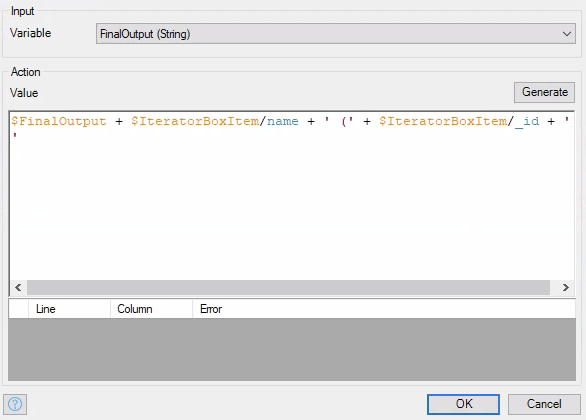 Input
Variable
FinalOutput (String)
Action
Value
Generate
$FinalOutput + $IteratorBoxItem/name + ' (' + $IteratorBoxItem/_id + '
'
Line Column Error
OK Cancel